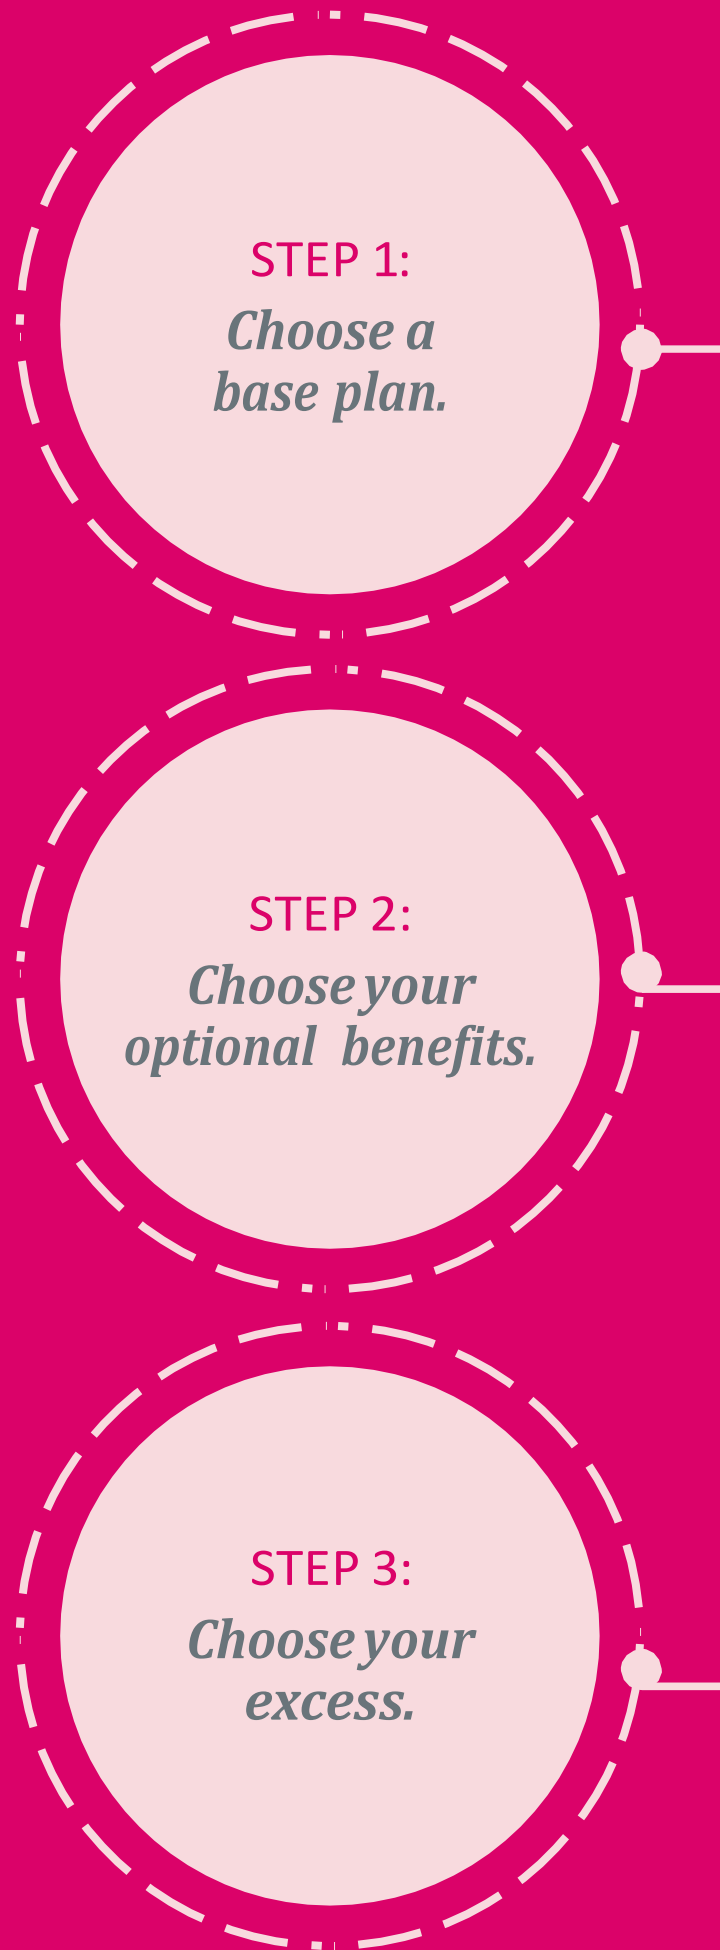 STEP 1:
Choose a
base plan.
STEP 2:
Choose your
optional benefits.
STEP 3:
Choose your
excess.